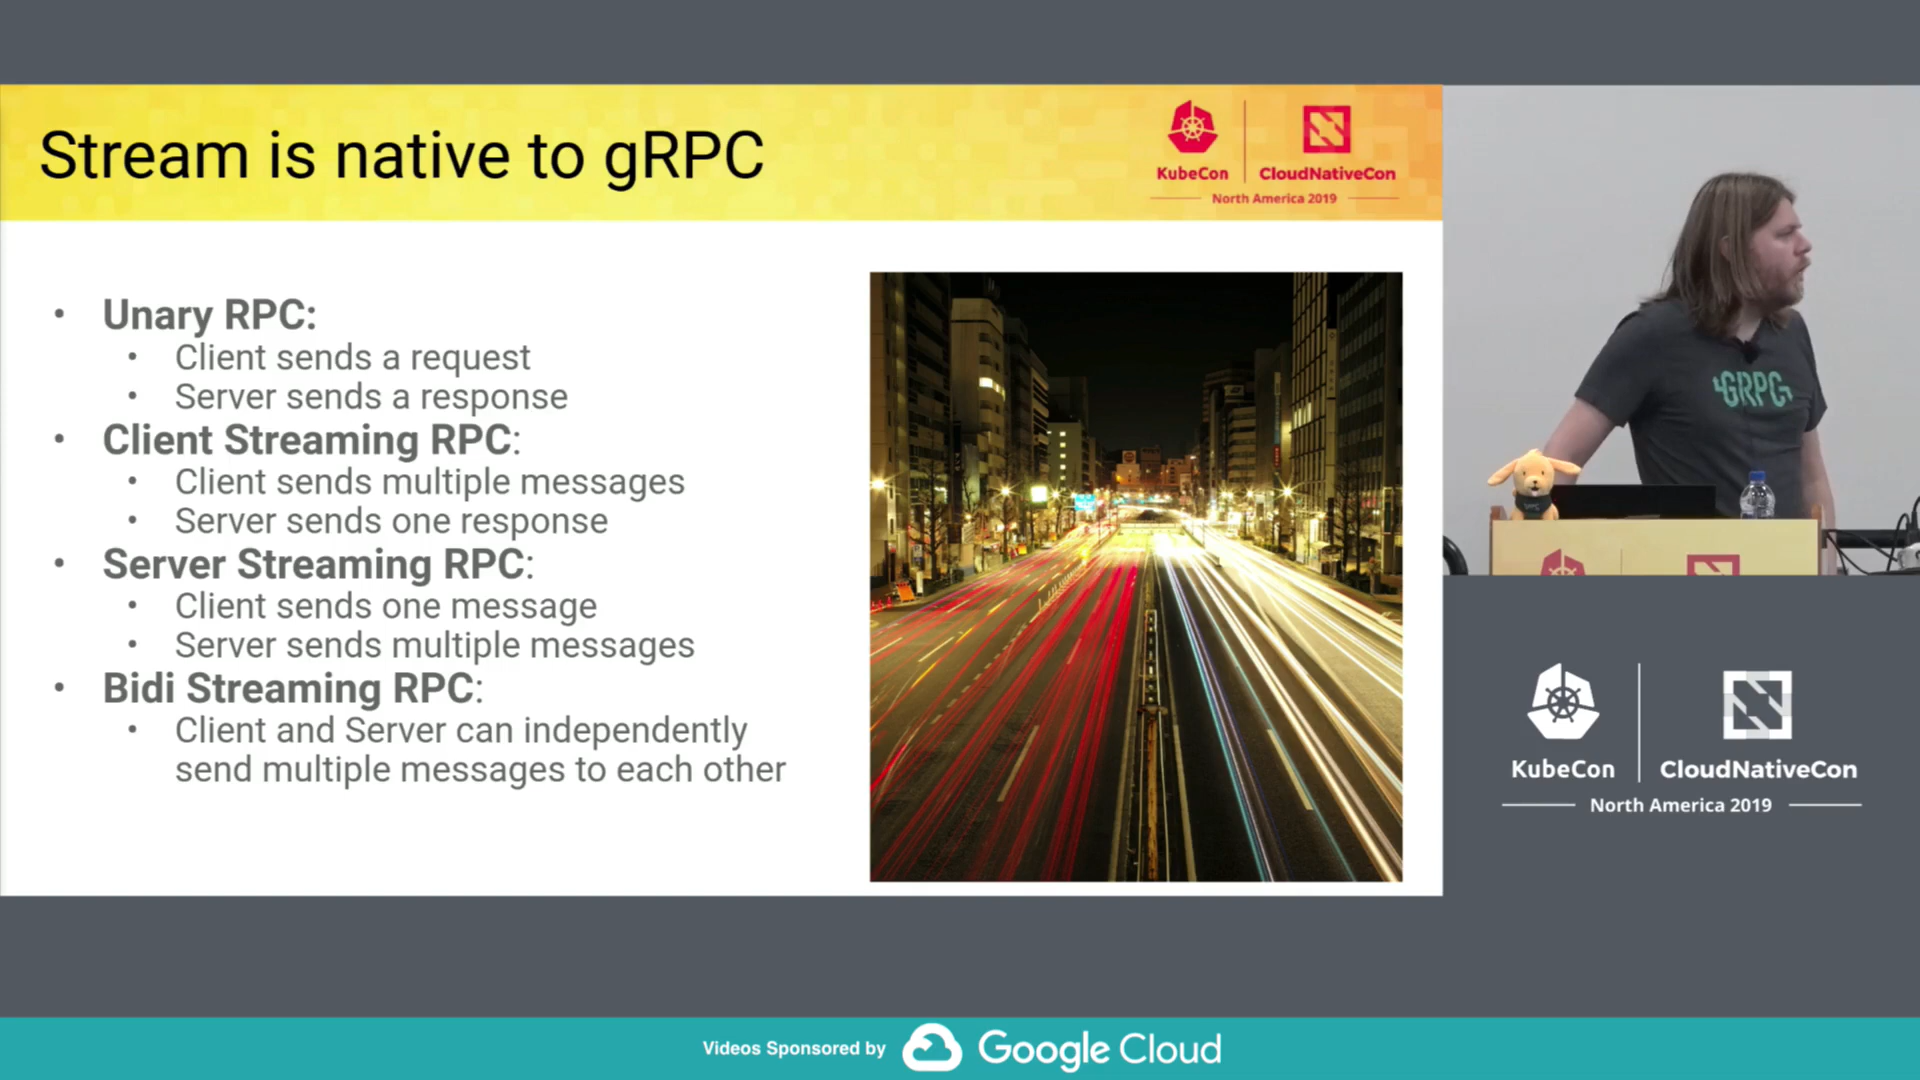 Stream is native to gRPC
KubeCon
CloudNativeCon
North America 2019
• Unary RPC:
• Client sends a request
• Server sends a response
• Client Streaming RPC:
• Client sends multiple messages
• Server sends one response
• Server Streaming RPC:
• Client sends one message
• Server sends multiple messages
• Bidi Streaming RPC:
• Client and Server can independently
send multiple messages to each other
GRPC
KubeCon
CloudNativeCon
North America 2019
Videos Sponsored by
Google Cloud